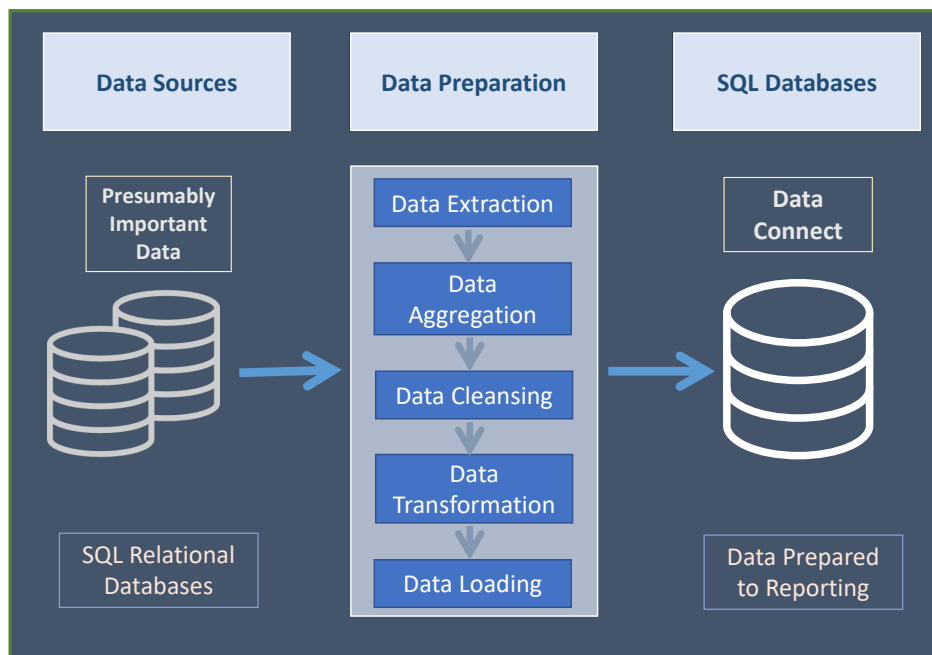 Data Sources
Data Preparation
SQL Databases
Presumably
Important
Data
SQL Relational
Databases
Data Extraction
Data
Aggregation
Data Cleansing
Data
Transformation
Data Loading
Data
Connect
Data Prepared
to Reporting